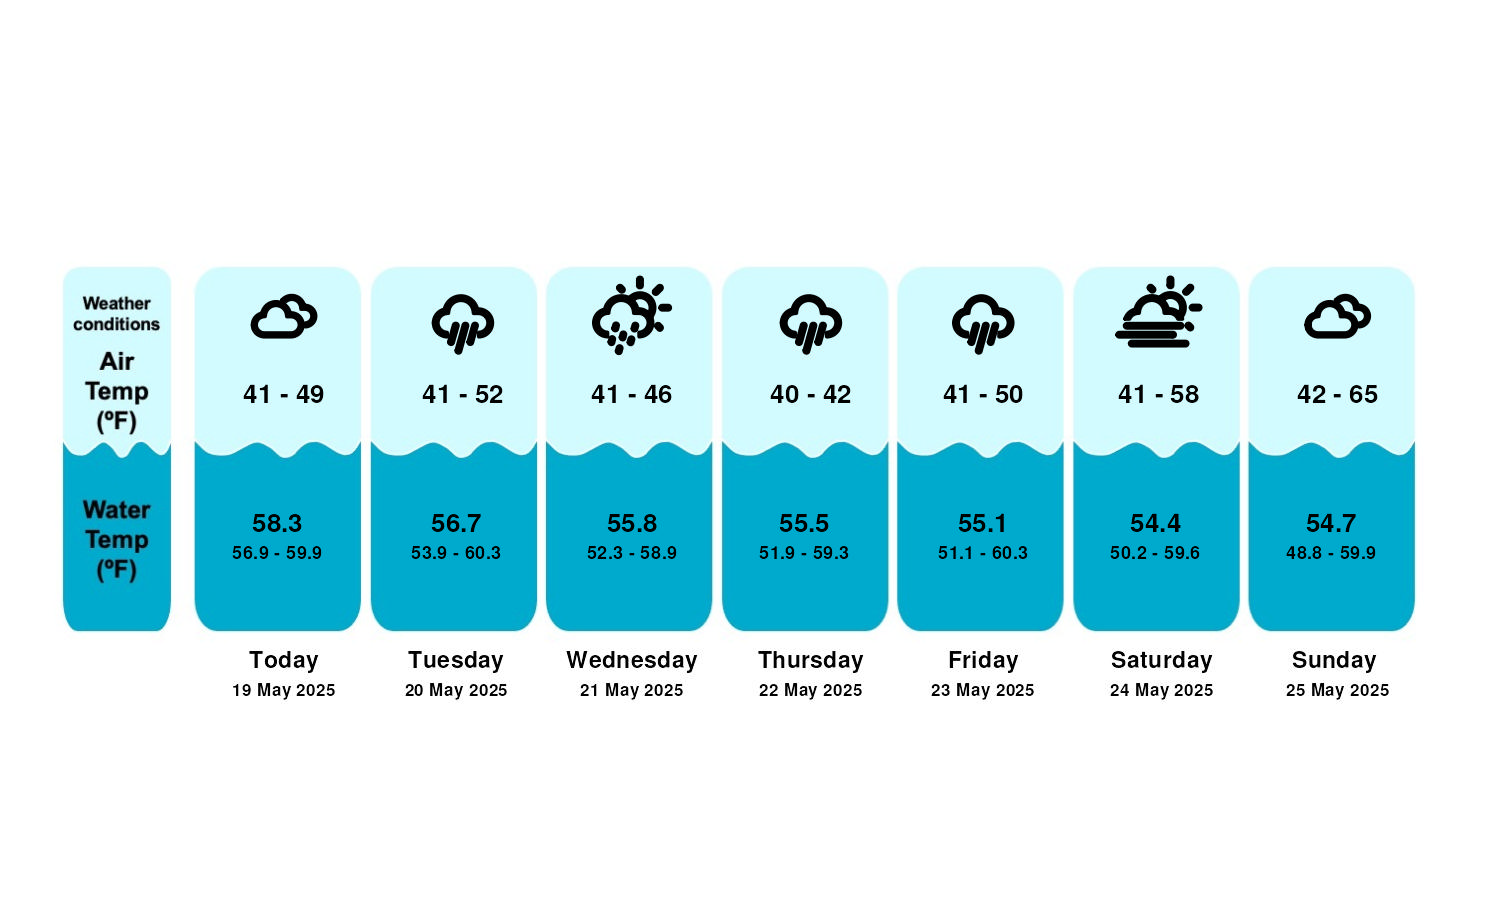 Weather
conditions
Air
Temp
(ºF)
Water
Temp
(ºF)
41 - 49
58.3
56.9 - 59.9
Today
19 May 2025
41 - 52
56.7
53.9 - 60.3
Tuesday
20 May 2025
41 - 46
55.8
52.3 - 58.9
Wednesday
21 May 2025
40 - 42
55.5
51.9 - 59.3
Thursday
22 May 2025
41 - 50
55.1
51.1 - 60.3
Friday
23 May 2025
41 - 58
54.4
50.2 - 59.6
Saturday
24 May 2025
42 - 65
54.7
48.8 - 59.9
Sunday
25 May 2025